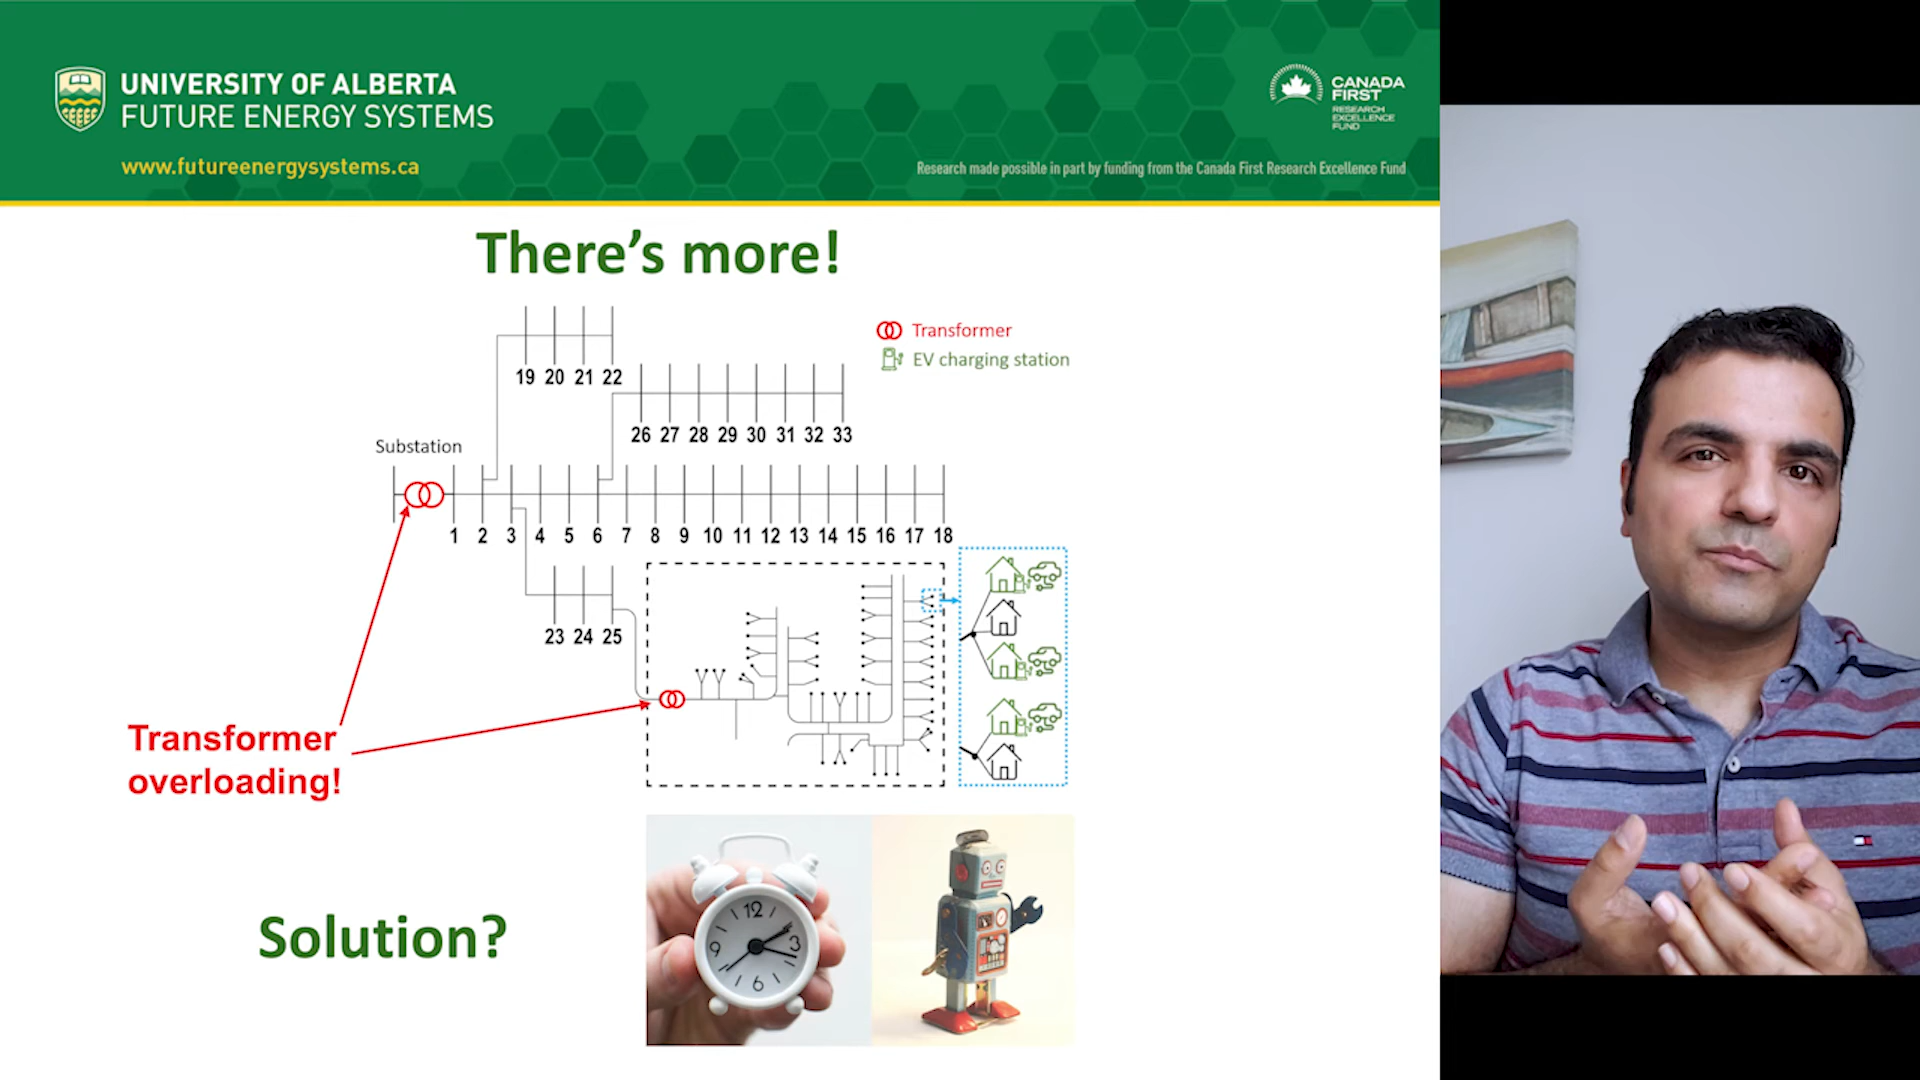 UNIVERSITY OF ALBERTA
FUTURE ENERGY SYSTEMS
www.futureenergysystems.ca
CANADA
FIRST
RESEARCH
EXCELLENCE
FUND
Research made possible in part by funding from the Canada First Research Excellence Fund
There's more!
Transformer
EV charging station
19 20 21 22
26 27 28 29 30 31 32 33
Substation
1 2 3 4 5 6 7 8 9 10 11 12 13 14 15 16 17 18
23 24 25
Transformer
overloading!
Solution?
12
9 3
6